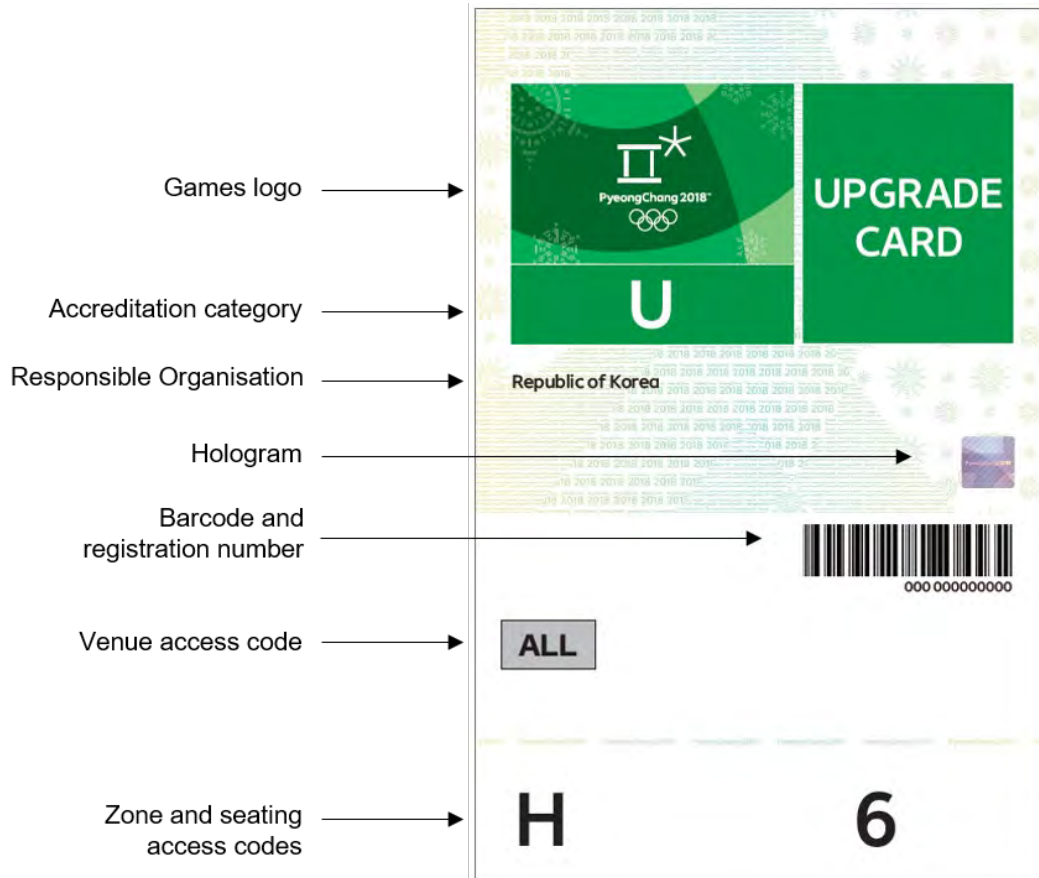 Games logo
PyeongChang 2018™
UPGRADE
CARD
Accreditation category
U
Responsible Organisation
Republic of Korea
Hologram
Barcode and
registration number
000 000000000
Venue access code
ALL
Zone and seating
access codes
H
6